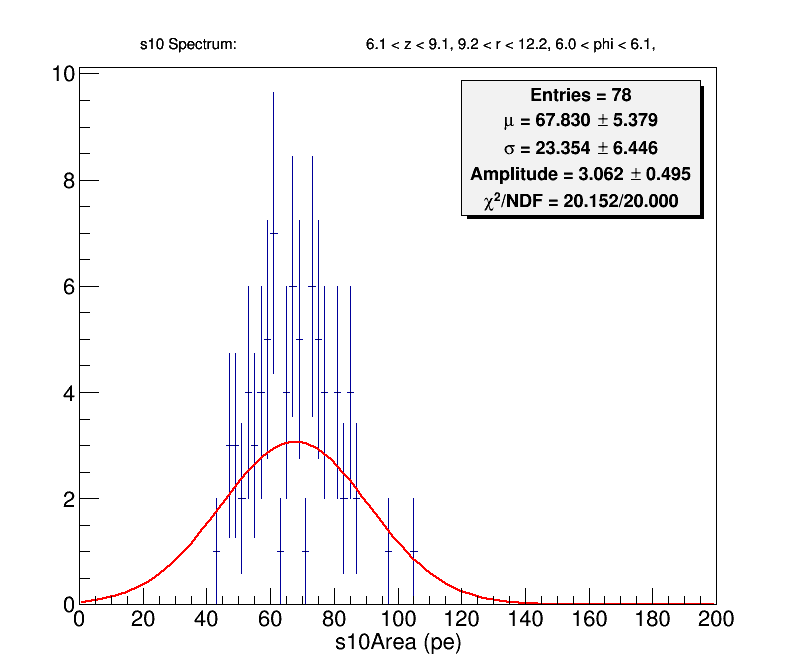 s10 Spectrum: 6.1 < z < 9.1, 9.2 < r < 12.2, 6.0 < phi < 6.1,
Entries = 78
μ = 67.830 ± 5.379
σ = 23.354 ± 6.446
Amplitude = 3.062 ± 0.495
χ²/NDF = 20.152/20.000
10
8
6
4
2
0
0 20 40 60 80 100 120 140 160 180 200
s10Area (pe)